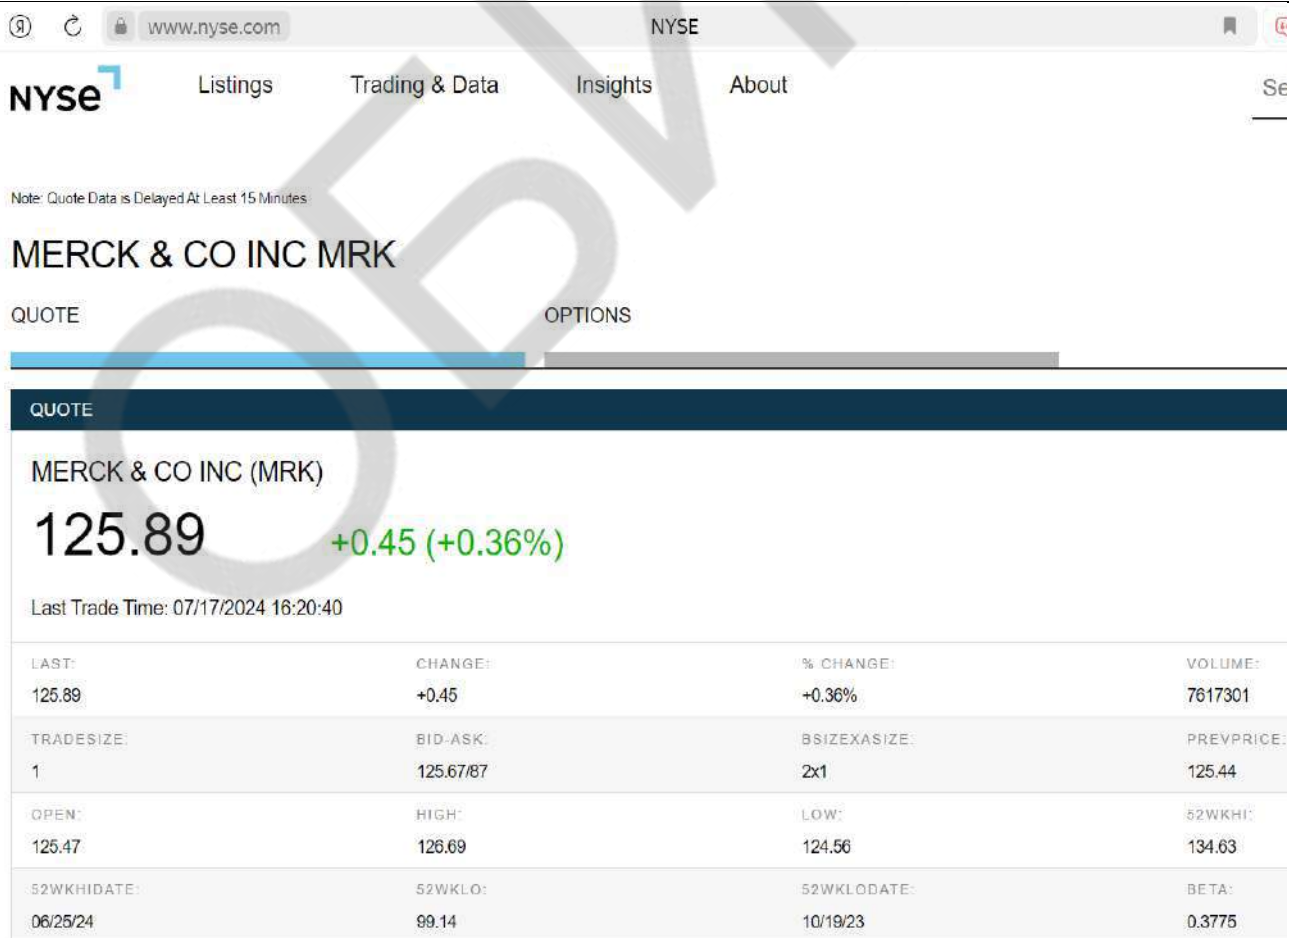 Я www.nyse.com NYSE
NYSE Listings Trading & Data Insights About Se
Note: Quote Data is Delayed At Least 15 Minutes
MERCK & CO INC MRK
QUOTE OPTIONS
QUOTE
MERCK & CO INC (MRK)
125.89 +0.45 (+0.36%)
Last Trade Time: 07/17/2024 16:20:40
LAST: CHANGE: % CHANGE: VOLUME:
125.89 +0.45 +0.36% 7617301
TRADESIZE: BID-ASK: BSIZEXASIZE: PREVPRICE:
1 125.67/87 2x1 125.44
OPEN: HIGH: LOW: 52WKHI:
125.47 126.69 124.56 134.63
52WKHIDATE: 52WKLO: 52WKLODATE: BETA:
06/25/24 99.14 10/19/23 0.3775